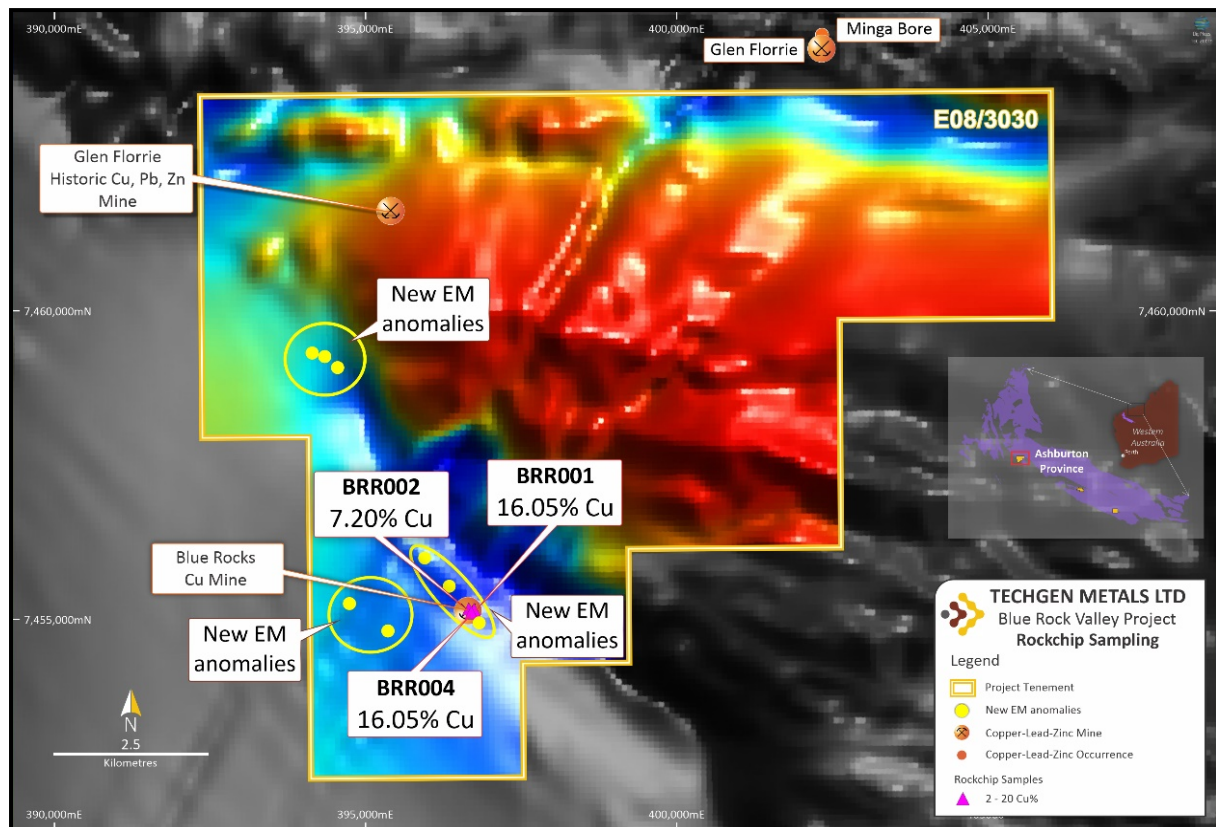 390,000mE
395,000mE
400,000mE
405,000mE
Minga Bore
Glen Florrie
E08/3030
Glen Florrie
Historic Cu, Pb, Zn
Mine
New EM
anomalies
7,460,000mN
7,460,000mN
Western
Australia
Perth
Ashburton
Province
BRR002
7.20% Cu
BRR001
16.05% Cu
Blue Rocks
Cu Mine
7,455,000mN
New EM
anomalies
New EM
anomalies
BRR004
16.05% Cu
N
2.5
Kilometres
TECHGEN METALS LTD
Blue Rock Valley Project
Rockchip Sampling
Legend
Project Tenement
New EM anomalies
Copper-Lead-Zinc Mine
Copper-Lead-Zinc Occurrence
Rockchip Samples
2 - 20 Cu%
390,000mE
395,000mE
400,000mE